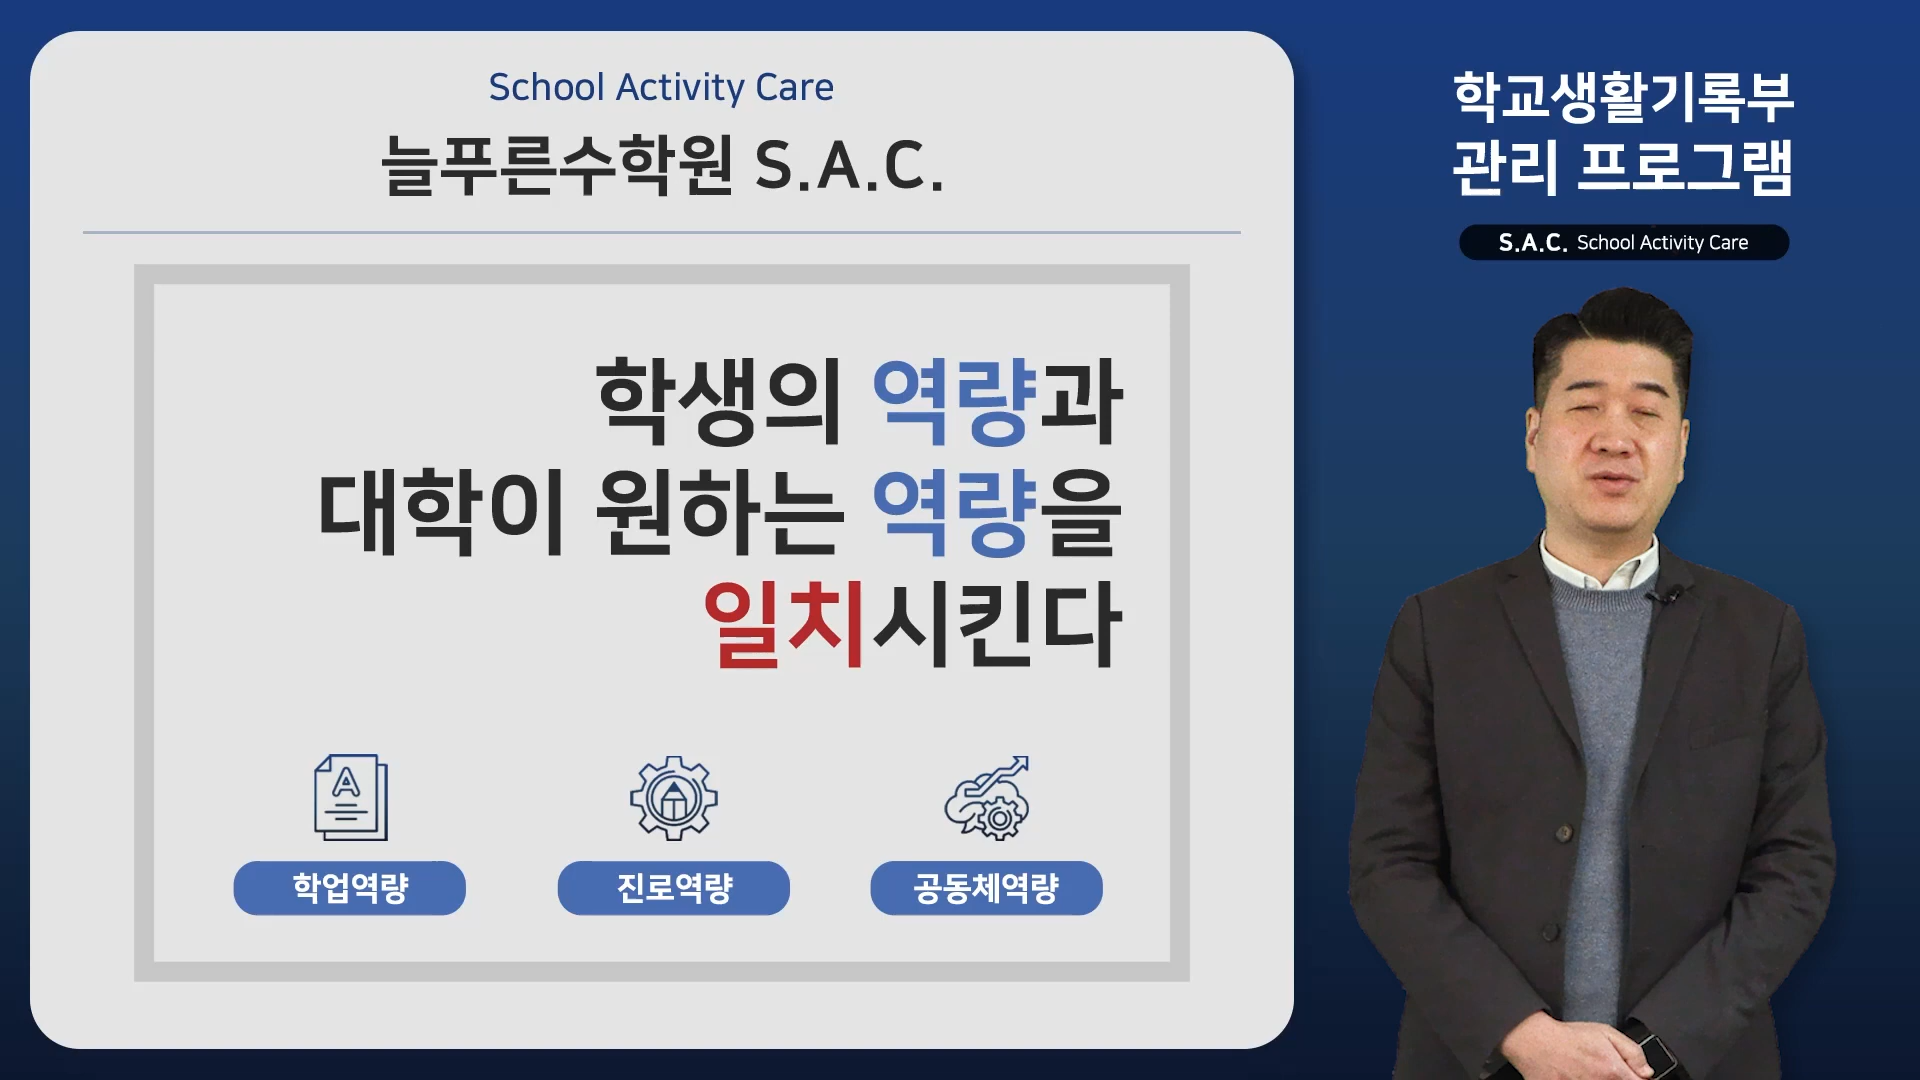 School Activity Care
늘푸른수학원 S.A.C.
학생의 역량과
대학이 원하는 역량을
일치시킨다
A
학업역량
진로역량
공동체역량
학교생활기록부
관리 프로그램
S.A.C. School Activity Care